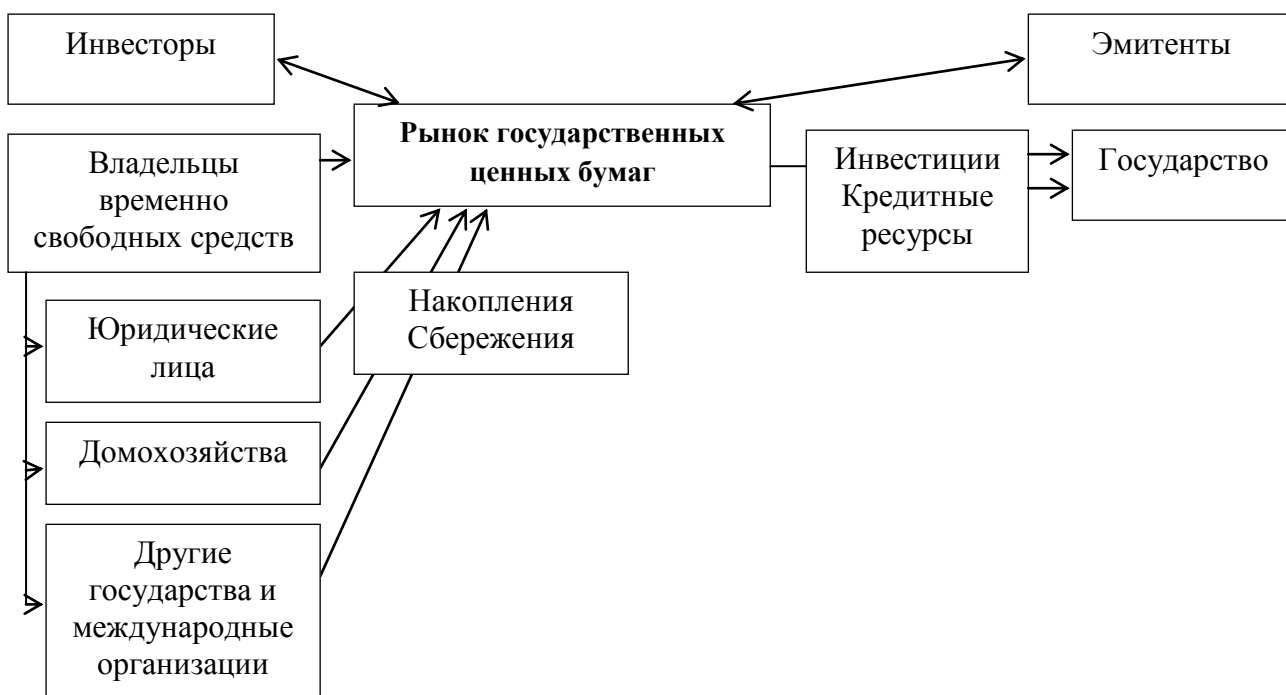 Инвесторы
Эмитенты
Рынок государственных
ценных бумаг
Владельцы
временно
свободных средств
Инвестиции
Кредитные
ресурсы
Государство
Накопления
Сбережения
Юридические
лица
Домохозяйства
Другие
государства и
международные
организации